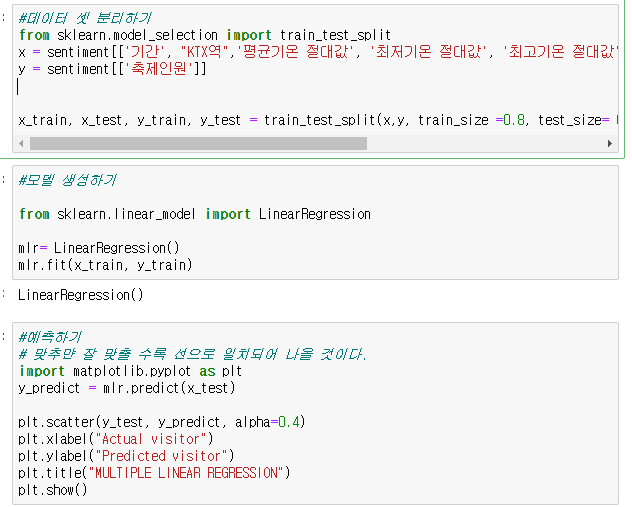 #데이터 셋 분리하기
from sklearn.model_selection import train_test_split
x = sentiment[['기간', "KTX역",'평균기온 절대값', '최저기온 절대값', '최고기온 절대값'
y = sentiment[['축제인원']]
x_train, x_test, y_train, y_test = train_test_split(x,y, train_size =0.8, test_size=
#모델 생성하기
from sklearn.linear_model import LinearRegression
mlr= LinearRegression()
mlr.fit(x_train, y_train)
LinearRegression()
#예측하기
# 맞추만 잘 맞출 수록 선으로 일치되어 나올 것이다.
import matplotlib.pyplot as plt
y_predict = mlr.predict(x_test)
plt.scatter(y_test, y_predict, alpha=0.4)
plt.xlabel("Actual visitor")
plt.ylabel("Predicted visitor")
plt.title("MULTIPLE LINEAR REGRESSION")
plt.show()